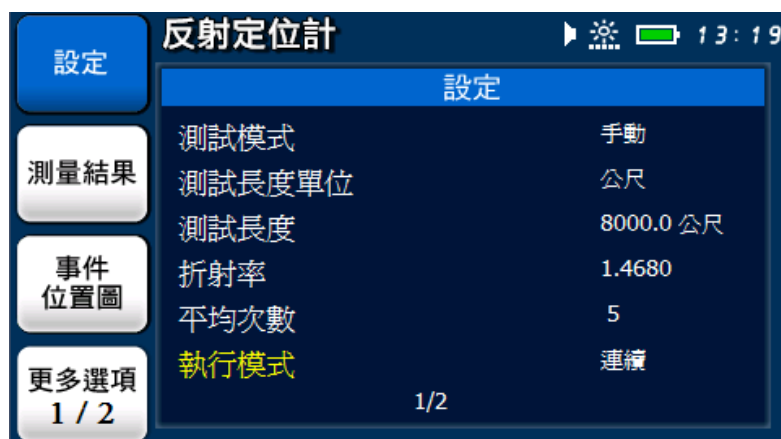 反射定位計
13:19
設定
測量結果
事件
位置圖
更多選項
1 / 2
設定
測試模式 手動
測試長度單位 公尺
測試長度 8000.0 公尺
折射率 1.4680
平均次數 5
執行模式 連續
1/2